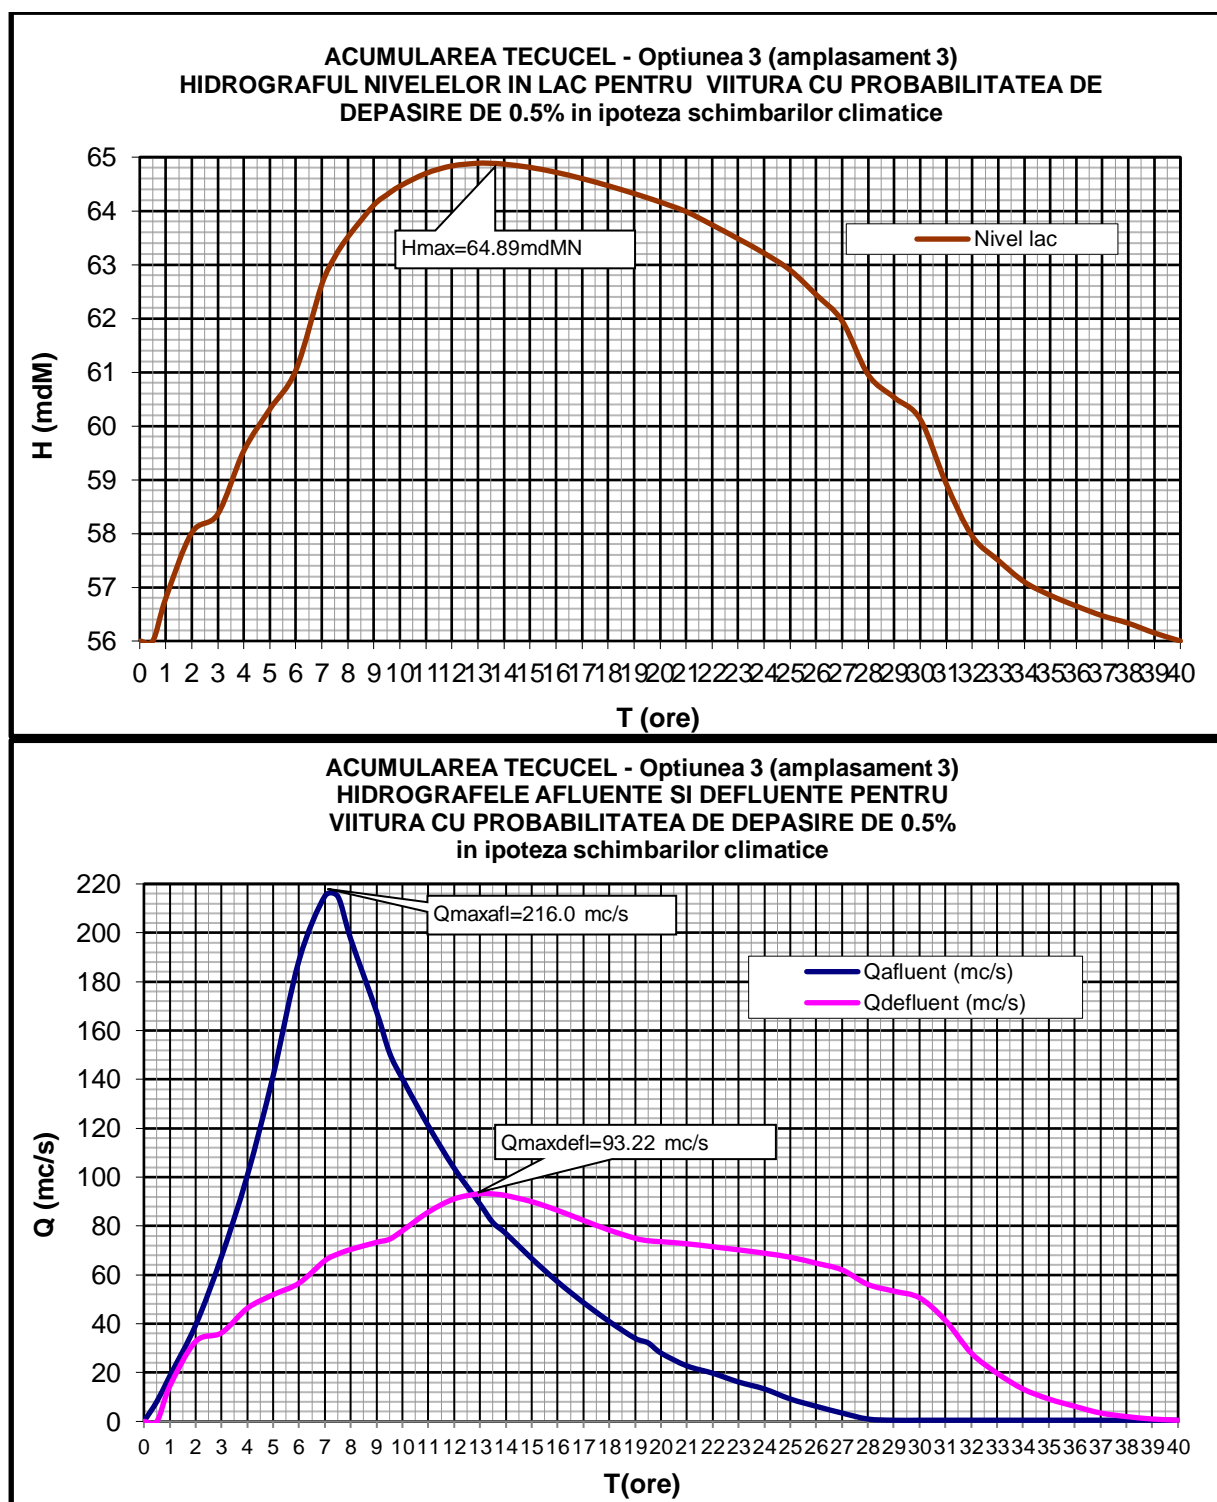 ACUMULAREA TECUCEL - Optiunea 3 (amplasament 3)
HIDROGRAFUL NIVELELOR IN LAC PENTRU VIITURA CU PROBABILITATEA DE
DEPASIRE DE 0.5% in ipoteza schimbarilor climatice
65
64
63
62
61
60
59
58
57
56
H (mdM)
Nivel lac
Hmax=64.89mdMN
0 1 2 3 4 5 6 7 8 9 10 11 12 13 14 15 16 17 18 19 20 21 22 23 24 25 26 27 28 29 30 31 32 33 34 35 36 37 38 39 40
T (ore)
ACUMULAREA TECUCEL - Optiunea 3 (amplasament 3)
HIDROGRAFELE AFLUENTE SI DEFLUENTE PENTRU
VIITURA CU PROBABILITATEA DE DEPASIRE DE 0.5%
in ipoteza schimbarilor climatice
220
200
180
160
140
120
100
80
60
40
20
0
Q (mc/s)
Qmaxafl=216.0 mc/s
Qafluent (mc/s)
Qdefluent (mc/s)
Qmaxdefl=93.22 mc/s
0 1 2 3 4 5 6 7 8 9 10 11 12 13 14 15 16 17 18 19 20 21 22 23 24 25 26 27 28 29 30 31 32 33 34 35 36 37 38 39 40
T(ore)